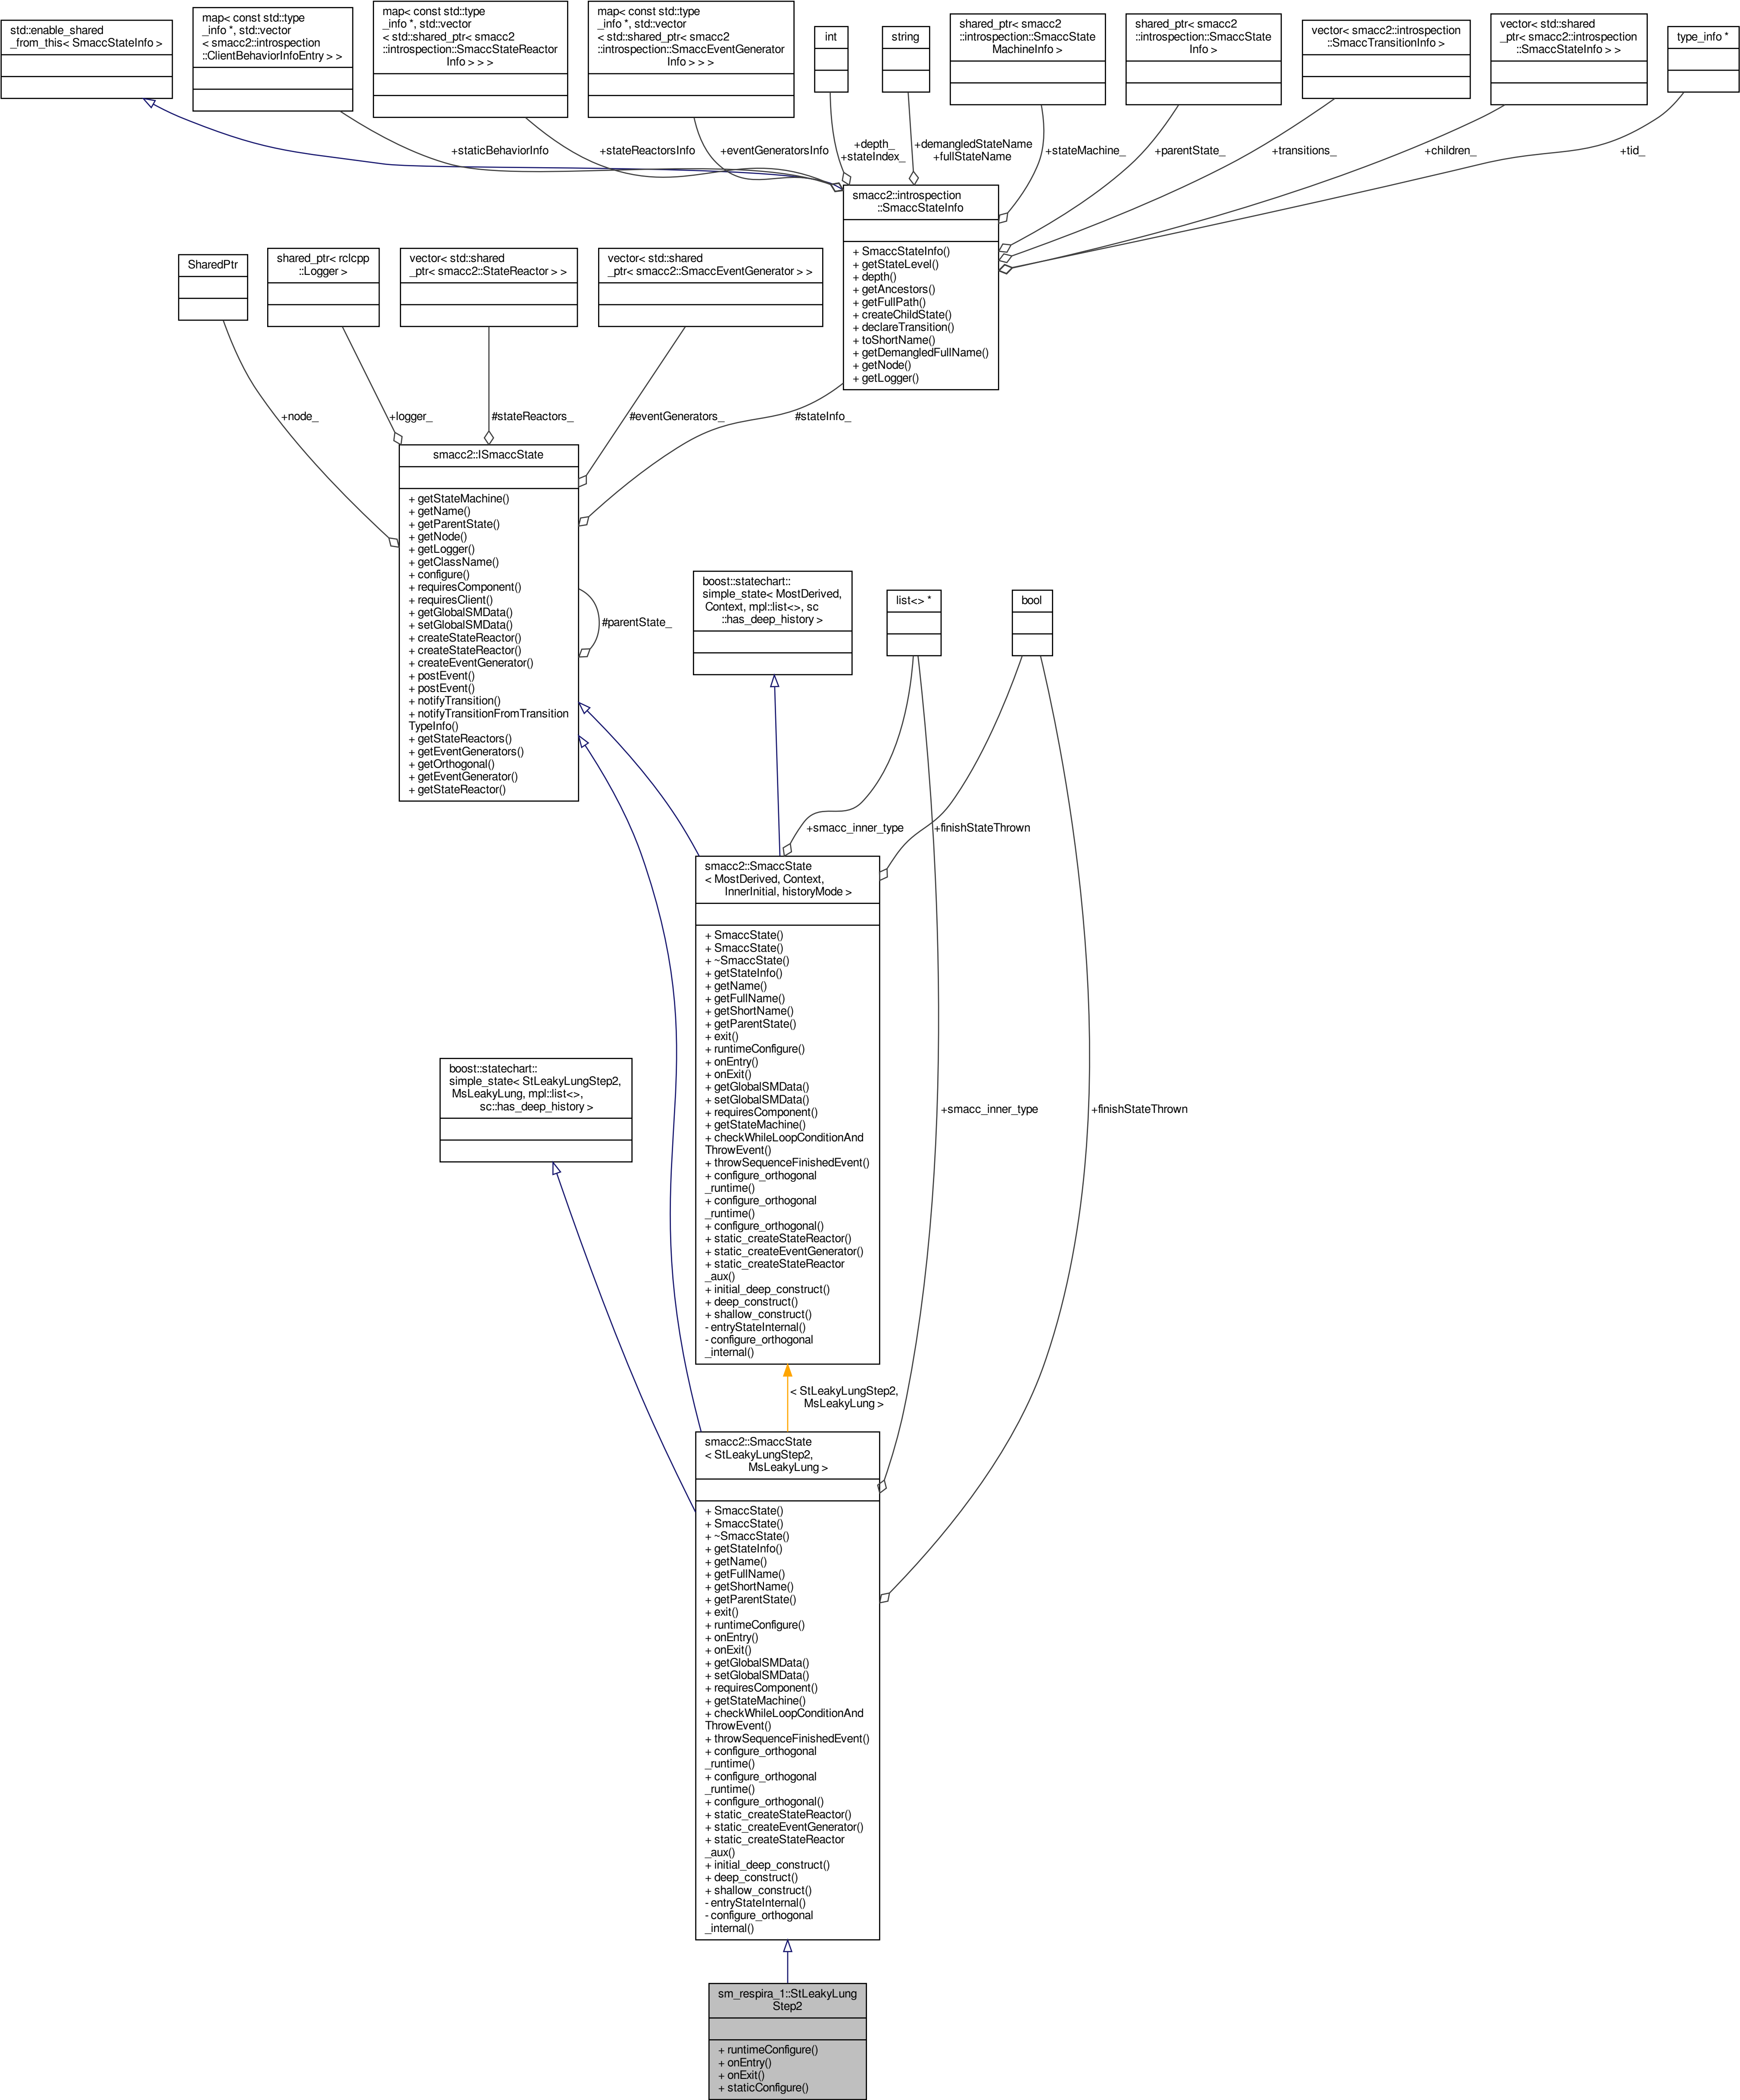 std::enable_shared
_from_this< SmaccStateInfo >
map< const std::type
_info *, std::vector
< smacc2::introspection
::ClientBehaviorInfoEntry > >
map< const std::type
_info *, std::vector
< std::shared_ptr< smacc2
::introspection::SmaccStateReactor
Info > > >
map< const std::type
_info *, std::vector
< std::shared_ptr< smacc2
::introspection::SmaccEventGenerator
Info > > >
int
string
shared_ptr< smacc2
::introspection::SmaccState
MachineInfo >
shared_ptr< smacc2
::introspection::SmaccState
Info >
vector< smacc2::introspection
::SmaccTransitionInfo >
vector< std::shared
_ptr< smacc2::introspection
::SmaccStateInfo > >
type_info *
+staticBehaviorInfo
+stateReactorsInfo
+eventGeneratorsInfo
+depth_
+stateIndex_
+demangledStateName
+fullStateName
+stateMachine_
+parentState_
+transitions_
+children_
+tid_
smacc2::introspection
::SmaccStateInfo
+ SmaccStateInfo()
+ getStateLevel()
+ depth()
+ getAncestors()
+ getFullPath()
+ createChildState()
+ declareTransition()
+ toShortName()
+ getDemangledFullName()
+ getNode()
+ getLogger()
SharedPtr
shared_ptr< rclcpp
::Logger >
vector< std::shared
_ptr< smacc2::StateReactor > >
vector< std::shared
_ptr< smacc2::SmaccEventGenerator > >
+node_
+logger_
#stateReactors_
#eventGenerators_
#stateInfo_
smacc2::ISmaccState
+ getStateMachine()
+ getName()
+ getParentState()
+ getNode()
+ getLogger()
+ getClassName()
+ configure()
+ requiresComponent()
+ requiresClient()
+ getGlobalSMData()
+ setGlobalSMData()
+ createStateReactor()
+ createStateReactor()
+ createEventGenerator()
+ postEvent()
+ postEvent()
+ notifyTransition()
+ notifyTransitionFromTransition
TypeInfo()
+ getStateReactors()
+ getEventGenerators()
+ getOrthogonal()
+ getEventGenerator()
+ getStateReactor()
#parentState_
boost::statechart::
simple_state< MostDerived,
Context, mpl::list<>, sc
::has_deep_history >
list<> *
bool
+smacc_inner_type
+finishStateThrown
smacc2::SmaccState
< MostDerived, Context,
InnerInitial, historyMode >
+ SmaccState()
+ SmaccState()
+ ~SmaccState()
+ getStateInfo()
+ getName()
+ getFullName()
+ getShortName()
+ getParentState()
+ exit()
+ runtimeConfigure()
+ onEntry()
+ onExit()
+ getGlobalSMData()
+ setGlobalSMData()
+ requiresComponent()
+ getStateMachine()
+ checkWhileLoopConditionAnd
ThrowEvent()
+ throwSequenceFinishedEvent()
+ configure_orthogonal
_runtime()
+ configure_orthogonal
_runtime()
+ configure_orthogonal()
+ static_createStateReactor()
+ static_createEventGenerator()
+ static_createStateReactor
_aux()
+ initial_deep_construct()
+ deep_construct()
+ shallow_construct()
- entryStateInternal()
- configure_orthogonal
_internal()
boost::statechart::
simple_state< StLeakyLungStep2,
MsLeakyLung, mpl::list<>,
sc::has_deep_history >
+smacc_inner_type
+finishStateThrown
< StLeakyLungStep2,
MsLeakyLung >
smacc2::SmaccState
< StLeakyLungStep2,
MsLeakyLung >
+ SmaccState()
+ SmaccState()
+ ~SmaccState()
+ getStateInfo()
+ getName()
+ getFullName()
+ getShortName()
+ getParentState()
+ exit()
+ runtimeConfigure()
+ onEntry()
+ onExit()
+ getGlobalSMData()
+ setGlobalSMData()
+ requiresComponent()
+ getStateMachine()
+ checkWhileLoopConditionAnd
ThrowEvent()
+ throwSequenceFinishedEvent()
+ configure_orthogonal
_runtime()
+ configure_orthogonal
_runtime()
+ configure_orthogonal()
+ static_createStateReactor()
+ static_createEventGenerator()
+ static_createStateReactor
_aux()
+ initial_deep_construct()
+ deep_construct()
+ shallow_construct()
- entryStateInternal()
- configure_orthogonal
_internal()
sm_respira_1::StLeakyLung
Step2
+ runtimeConfigure()
+ onEntry()
+ onExit()
+ staticConfigure()